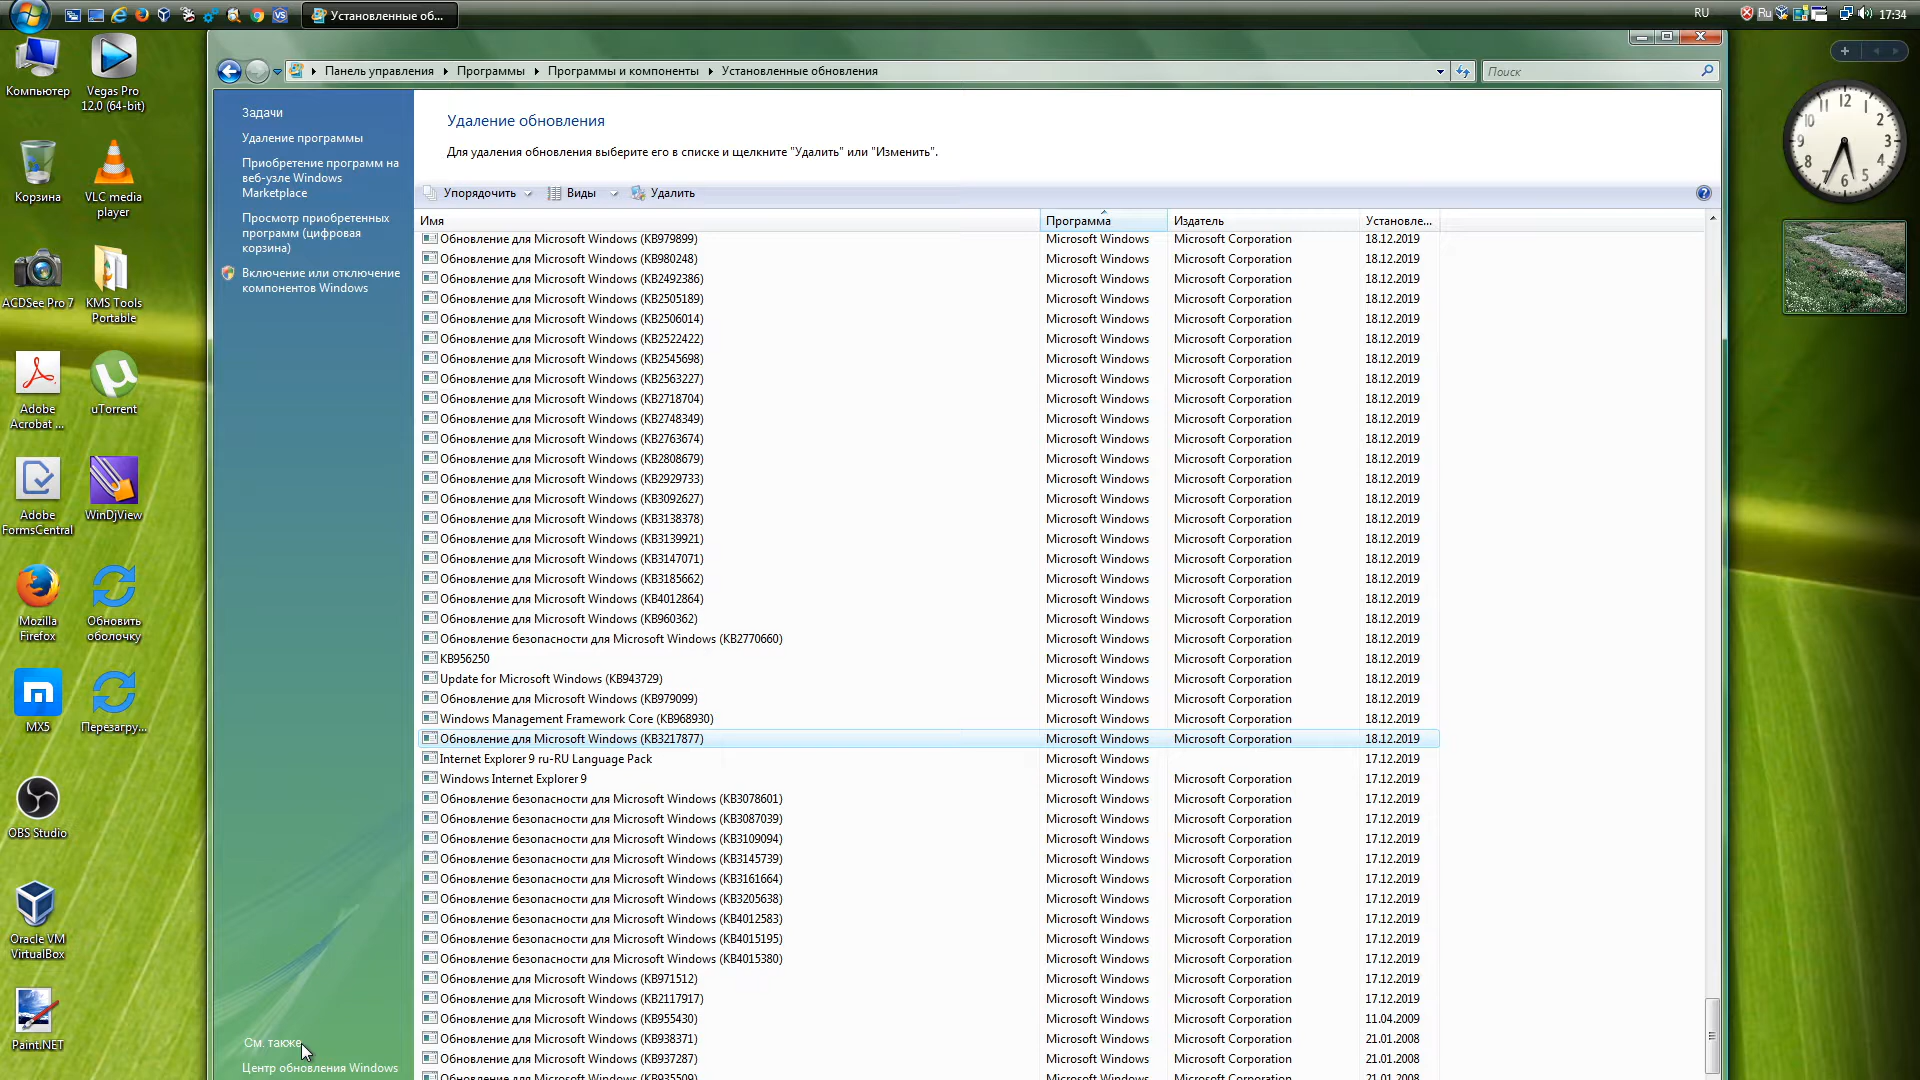 Установленные об...
RU
Ru
17:34
Компьютер
Vegas Pro
12.0 (64-bit)
Корзина
VLC media
player
ACDSee Pro 7
KMS Tools
Portable
Adobe
Acrobat ...
uTorrent
Adobe
FormsCentral
WinDjView
Mozilla
Firefox
Обновить
оболочку
MX5
Перезагру...
OBS Studio
Oracle VM
VirtualBox
Paint.NET
Панель управления
Программы
Программы и компоненты
Установленные обновления
Поиск
Задачи
Удаление программы
Приобретение программ на
веб-узле Windows
Marketplace
Просмотр приобретенных
программ (цифровая
корзина)
Включение или отключение
компонентов Windows
См. также
Центр обновления Windows
Удаление обновления
Для удаления обновления выберите его в списке и щелкните "Удалить" или "Изменить".
Упорядочить Виды Удалить
Имя Программа Издатель Установле...
Обновление для Microsoft Windows (KB979899) Microsoft Windows Microsoft Corporation 18.12.2019
Обновление для Microsoft Windows (KB980248) Microsoft Windows Microsoft Corporation 18.12.2019
Обновление для Microsoft Windows (KB2492386) Microsoft Windows Microsoft Corporation 18.12.2019
Обновление для Microsoft Windows (KB2505189) Microsoft Windows Microsoft Corporation 18.12.2019
Обновление для Microsoft Windows (KB2506014) Microsoft Windows Microsoft Corporation 18.12.2019
Обновление для Microsoft Windows (KB2522422) Microsoft Windows Microsoft Corporation 18.12.2019
Обновление для Microsoft Windows (KB2545698) Microsoft Windows Microsoft Corporation 18.12.2019
Обновление для Microsoft Windows (KB2563227) Microsoft Windows Microsoft Corporation 18.12.2019
Обновление для Microsoft Windows (KB2718704) Microsoft Windows Microsoft Corporation 18.12.2019
Обновление для Microsoft Windows (KB2748349) Microsoft Windows Microsoft Corporation 18.12.2019
Обновление для Microsoft Windows (KB2763674) Microsoft Windows Microsoft Corporation 18.12.2019
Обновление для Microsoft Windows (KB2808679) Microsoft Windows Microsoft Corporation 18.12.2019
Обновление для Microsoft Windows (KB2929733) Microsoft Windows Microsoft Corporation 18.12.2019
Обновление для Microsoft Windows (KB3092627) Microsoft Windows Microsoft Corporation 18.12.2019
Обновление для Microsoft Windows (KB3138378) Microsoft Windows Microsoft Corporation 18.12.2019
Обновление для Microsoft Windows (KB3139921) Microsoft Windows Microsoft Corporation 18.12.2019
Обновление для Microsoft Windows (KB3147071) Microsoft Windows Microsoft Corporation 18.12.2019
Обновление для Microsoft Windows (KB3185662) Microsoft Windows Microsoft Corporation 18.12.2019
Обновление для Microsoft Windows (KB4012864) Microsoft Windows Microsoft Corporation 18.12.2019
Обновление для Microsoft Windows (KB960362) Microsoft Windows Microsoft Corporation 18.12.2019
Обновление безопасности для Microsoft Windows (KB2770660) Microsoft Windows Microsoft Corporation 18.12.2019
KB956250 Microsoft Windows Microsoft Corporation 18.12.2019
Update for Microsoft Windows (KB943729) Microsoft Windows Microsoft Corporation 18.12.2019
Обновление для Microsoft Windows (KB979099) Microsoft Windows Microsoft Corporation 18.12.2019
Windows Management Framework Core (KB968930) Microsoft Windows Microsoft Corporation 18.12.2019
Обновление для Microsoft Windows (KB3217877) Microsoft Windows Microsoft Corporation 18.12.2019
Internet Explorer 9 ru-RU Language Pack Microsoft Windows 17.12.2019
Windows Internet Explorer 9 Microsoft Windows Microsoft Corporation 17.12.2019
Обновление безопасности для Microsoft Windows (KB3078601) Microsoft Windows Microsoft Corporation 17.12.2019
Обновление безопасности для Microsoft Windows (KB3087039) Microsoft Windows Microsoft Corporation 17.12.2019
Обновление безопасности для Microsoft Windows (KB3109094) Microsoft Windows Microsoft Corporation 17.12.2019
Обновление безопасности для Microsoft Windows (KB3145739) Microsoft Windows Microsoft Corporation 17.12.2019
Обновление безопасности для Microsoft Windows (KB3161664) Microsoft Windows Microsoft Corporation 17.12.2019
Обновление безопасности для Microsoft Windows (KB3205638) Microsoft Windows Microsoft Corporation 17.12.2019
Обновление безопасности для Microsoft Windows (KB4012583) Microsoft Windows Microsoft Corporation 17.12.2019
Обновление безопасности для Microsoft Windows (KB4015195) Microsoft Windows Microsoft Corporation 17.12.2019
Обновление безопасности для Microsoft Windows (KB4015380) Microsoft Windows Microsoft Corporation 17.12.2019
Обновление для Microsoft Windows (KB971512) Microsoft Windows Microsoft Corporation 17.12.2019
Обновление для Microsoft Windows (KB2117917) Microsoft Windows Microsoft Corporation 17.12.2019
Обновление для Microsoft Windows (KB955430) Microsoft Windows Microsoft Corporation 11.04.2009
Обновление для Microsoft Windows (KB938371) Microsoft Windows Microsoft Corporation 21.01.2008
Обновление для Microsoft Windows (KB937287) Microsoft Windows Microsoft Corporation 21.01.2008
Обновление для Microsoft Windows (KB935509) Microsoft Windows Microsoft Corporation 21.01.2008
12
1
2
3
4
5
6
7
8
9
10
11